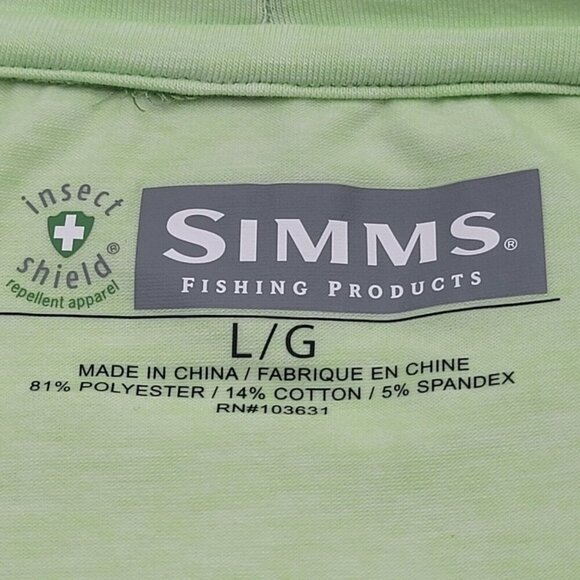 insect
shield®
repellent apparel
SIMMS®
FISHING PRODUCTS
L/G
MADE IN CHINA / FABRIQUE EN CHINE
81% POLYESTER / 14% COTTON / 5% SPANDEX
RN#103631